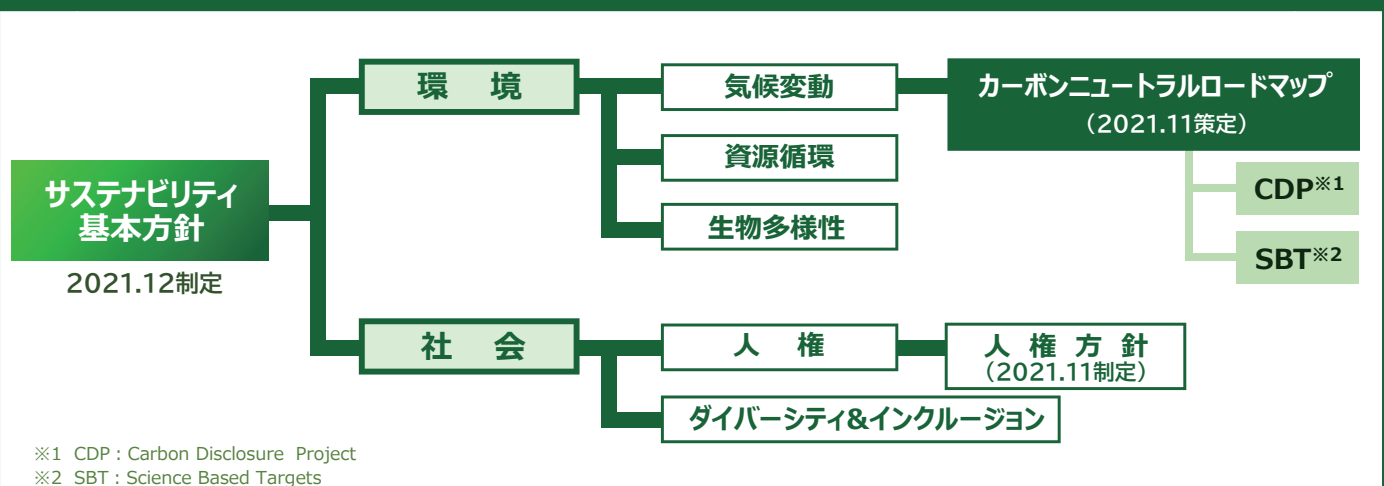 サステナビリティ
基本方針
2021.12制定
環 境
気候変動
カーボンニュートラルロードマップ
（2021.11策定）
CDP※1
SBT※2
資源循環
生物多様性
社 会
人 権
人 権 方 針
（2021.11制定）
ダイバーシティ&インクルージョン
※1 CDP : Carbon Disclosure Project
※2 SBT : Science Based Targets